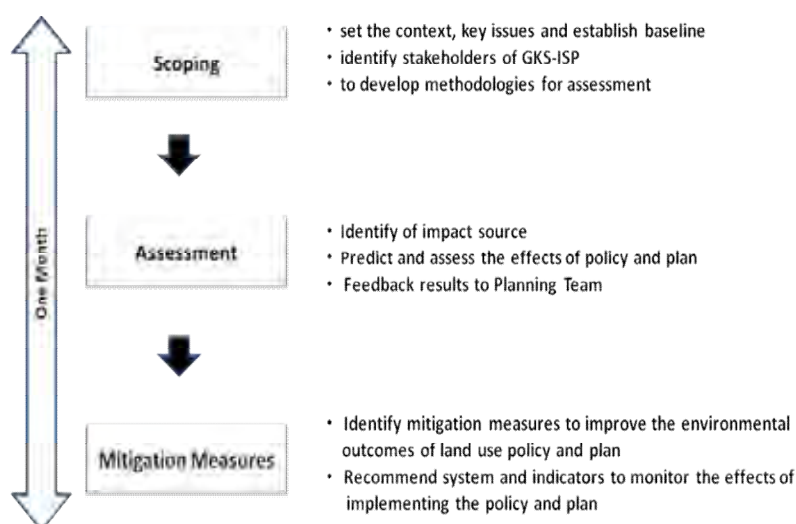 Scoping
• set the context, key issues and establish baseline
• identify stakeholders of GKS-ISP
• to develop methodologies for assessment
One Month
Assessment
• Identify of impact source
• Predict and assess the effects of policy and plan
• Feedback results to Planning Team
Mitigation Measures
• Identify mitigation measures to improve the environmental
outcomes of land use policy and plan
• Recommend system and indicators to monitor the effects of
implementing the policy and plan